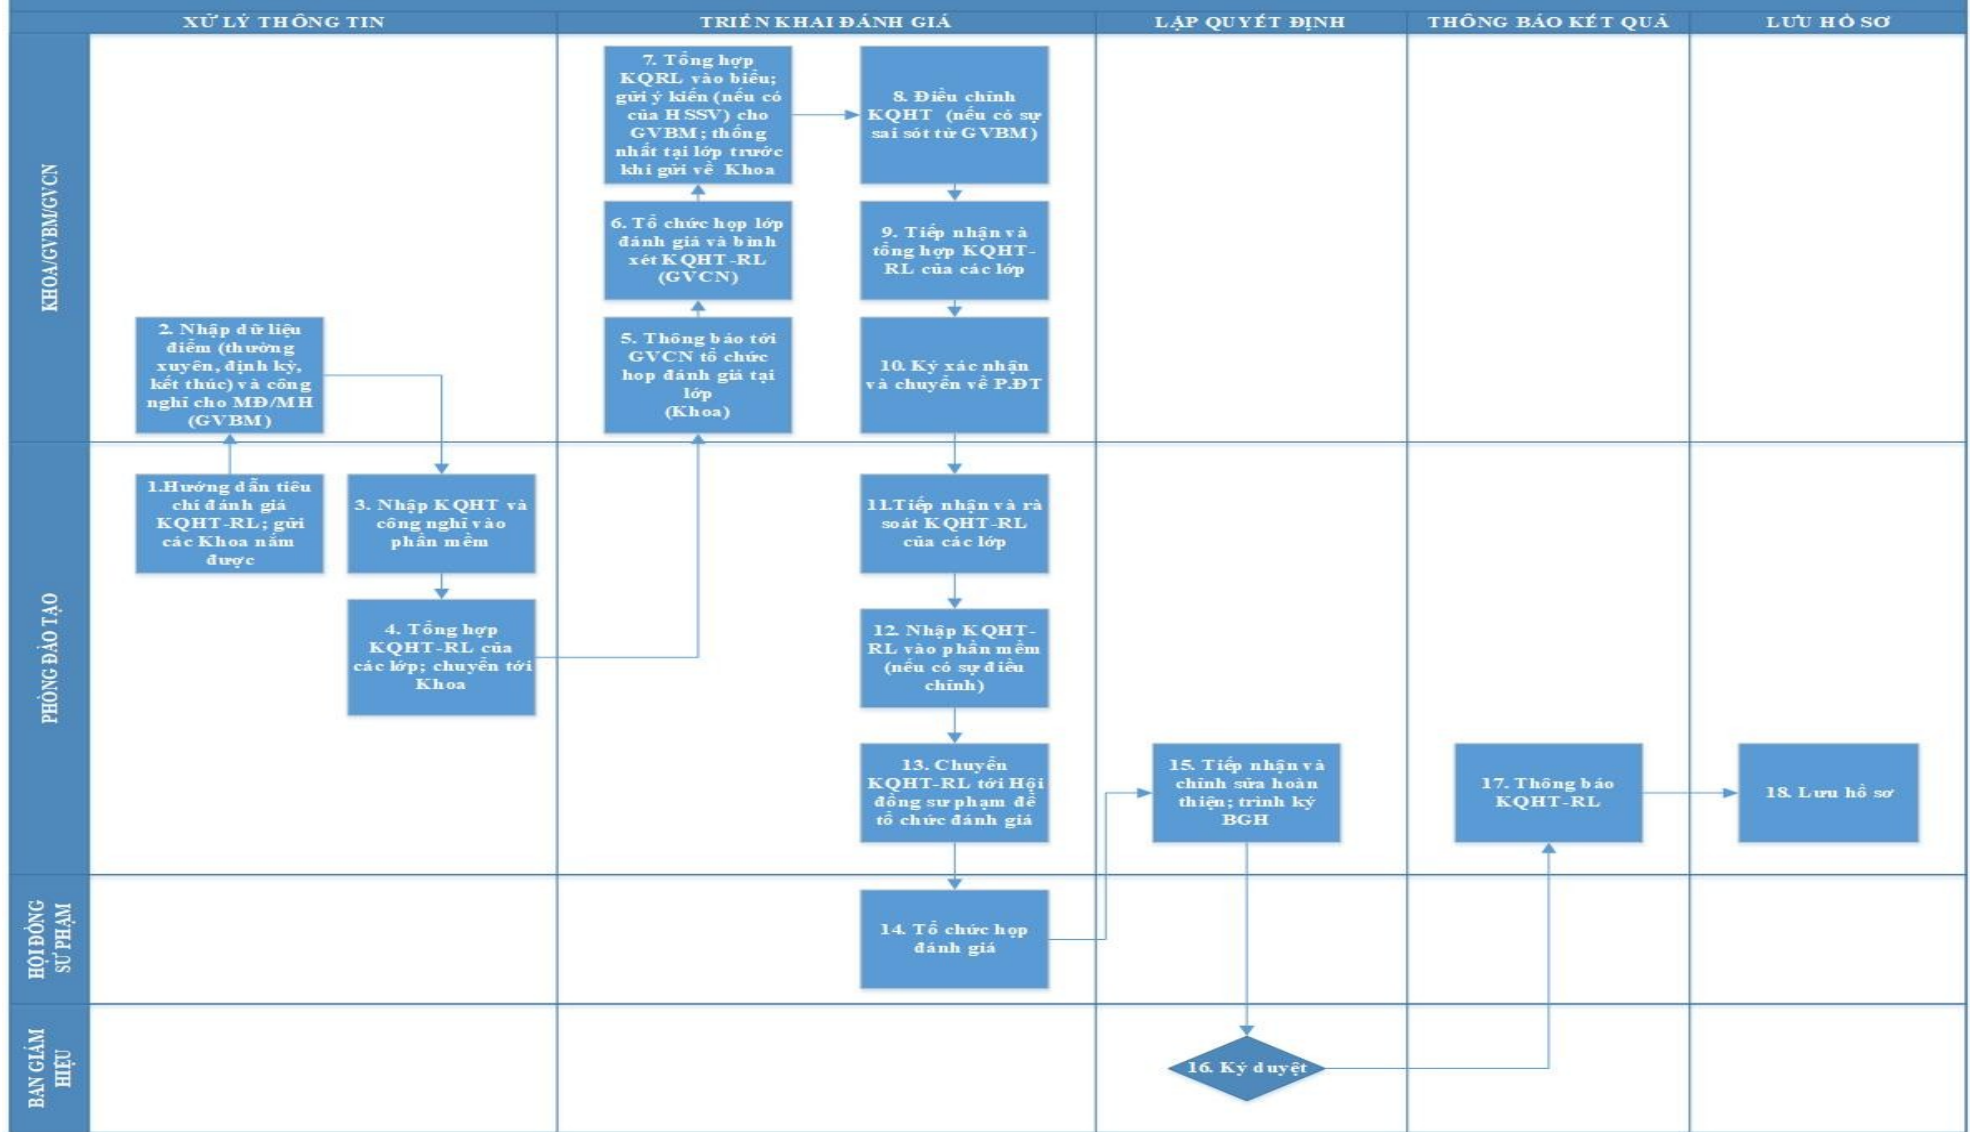 XỬ LÝ THÔNG TIN
TRIỂN KHAI ĐÁNH GIÁ
LẬP QUYẾT ĐỊNH
THÔNG BÁO KẾT QUẢ
LƯU HỒ SƠ
KHOA/GVBM/GVCN
2. Nhập dữ liệu
điểm (thường
xuyên, định kỳ,
kết thúc) và công
nghỉ cho MĐ/MH
(GVBM)
7. Tổng hợp
KQRL vào biểu;
gửi ý kiến (nếu có
của HSSV) cho
GVBM; thống
nhất tại lớp trước
khi gửi về Khoa
8. Điều chỉnh
KQHT (nếu có sự
sai sót từ GVBM)
6. Tổ chức họp lớp
đánh giá và bình
xét KQHT-RL
(GVCN)
9. Tiếp nhận và
tổng hợp KQHT-
RL của các lớp
5. Thông báo tới
GVCN tổ chức
họp đánh giá tại
lớp
(Khoa)
10. Ký xác nhận
và chuyển về P.ĐT
PHÒNG ĐÀO TẠO
1.Hướng dẫn tiêu
chí đánh giá
KQHT-RL; gửi
các Khoa nắm
được
3. Nhập KQHT và
công nghỉ vào
phần mềm
4. Tổng hợp
KQHT-RL của
các lớp; chuyển tới
Khoa
11.Tiếp nhận và rà
soát KQHT-RL
của các lớp
12. Nhập KQHT-
RL vào phần mềm
(nếu có sự điều
chỉnh)
13. Chuyển
KQHT-RL tới Hội
đồng sư phạm để
tổ chức đánh giá
15. Tiếp nhận và
chỉnh sửa hoàn
thiện; trình ký
BGH
17. Thông báo
KQHT-RL
18. Lưu hồ sơ
HỘI ĐỒNG
SƯ PHẠM
14. Tổ chức họp
đánh giá
BAN GIÁM
HIỆU
16. Ký duyệt